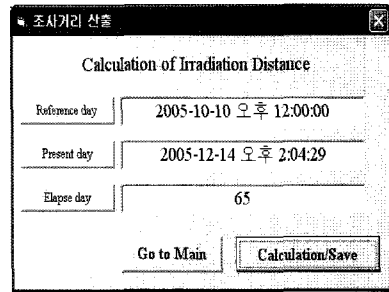 조사거리 산출
Calculation of Irradiation Distance
Reference day 2005-10-10 오후 12:00:00
Present day 2005-12-14 오후 2:04:29
Elapse day 65
Go to Main Calculation/Save